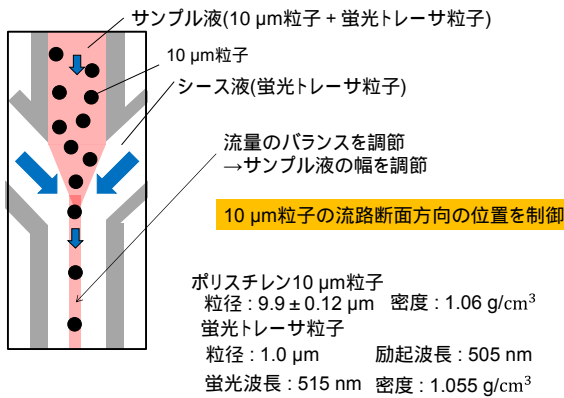 サンプル液(10 μm粒子 + 蛍光トレーサ粒子)
10 μm粒子
シース液(蛍光トレーサ粒子)
流量のバランスを調節
→サンプル液の幅を調節
10 μm粒子の流路断面方向の位置を制御
ポリスチレン10 μm粒子
粒径 : 9.9 ± 0.12 μm 密度 : 1.06 g/cm³
蛍光トレーサ粒子
粒径 : 1.0 μm 励起波長 : 505 nm
蛍光波長 : 515 nm 密度 : 1.055 g/cm³